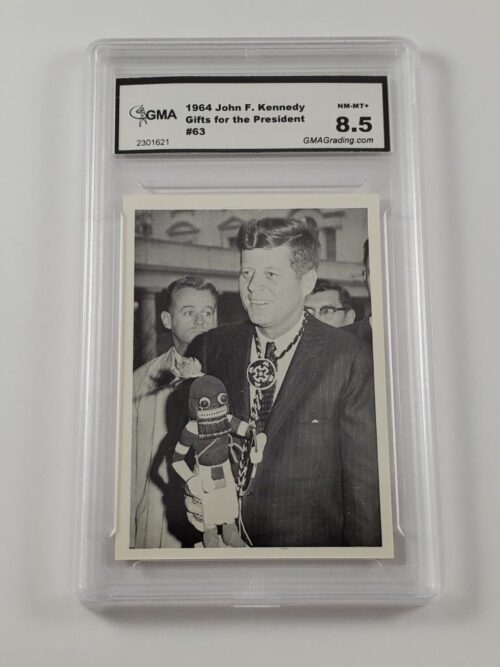 GMA
2301621
1964 John F. Kennedy
Gifts for the President
#63
NM-MT+
8.5
GMAGrading.com